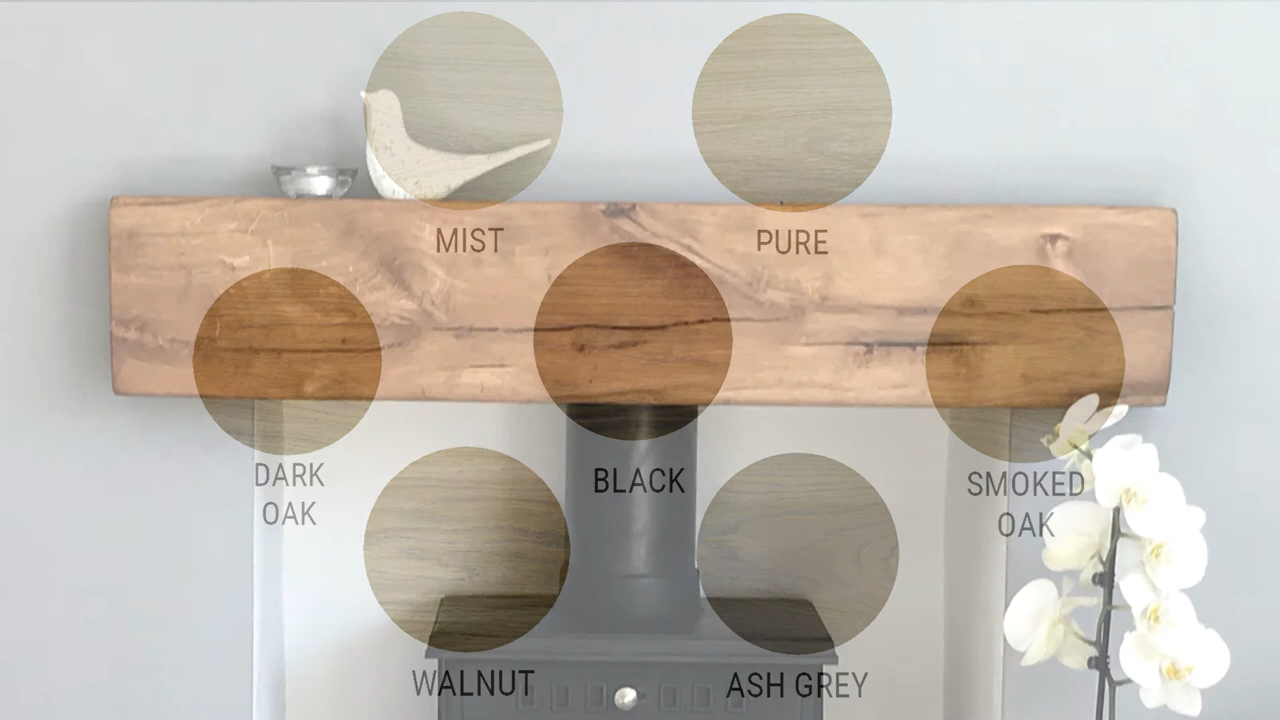 MIST
PURE
DARK
OAK
BLACK
SMOKED
OAK
WALNUT
ASH GREY